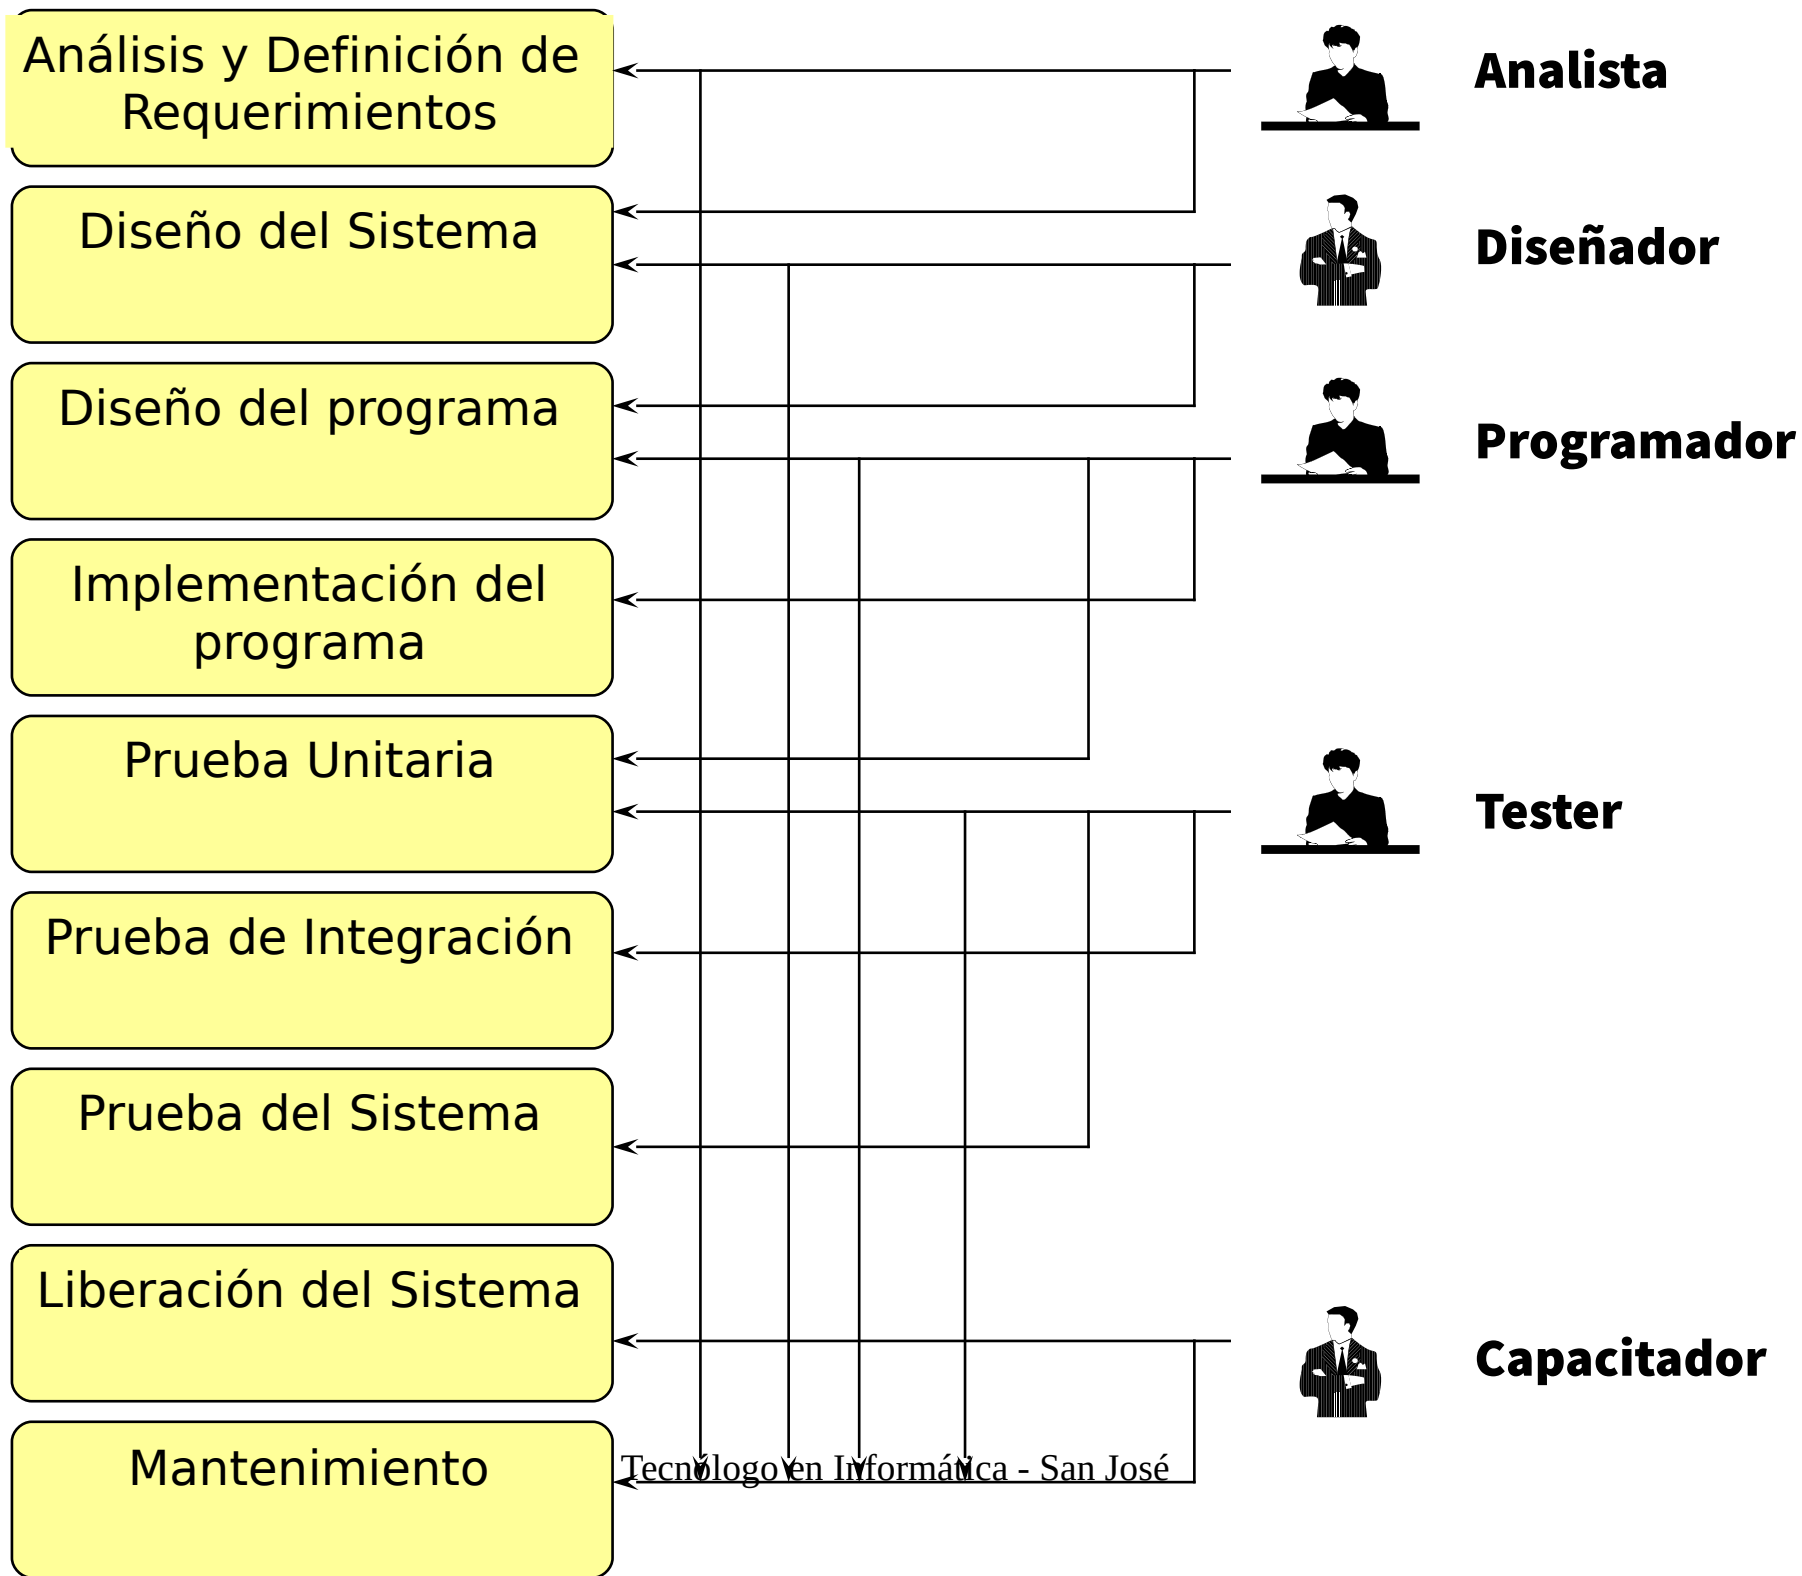 Análisis y Definición de
Requerimientos
Analista
Diseño del Sistema
Diseñador
Diseño del programa
Programador
Implementación del
programa
Prueba Unitaria
Tester
Prueba de Integración
Prueba del Sistema
Liberación del Sistema
Capacitador
Mantenimiento
Tecnólogo en Informática - San José